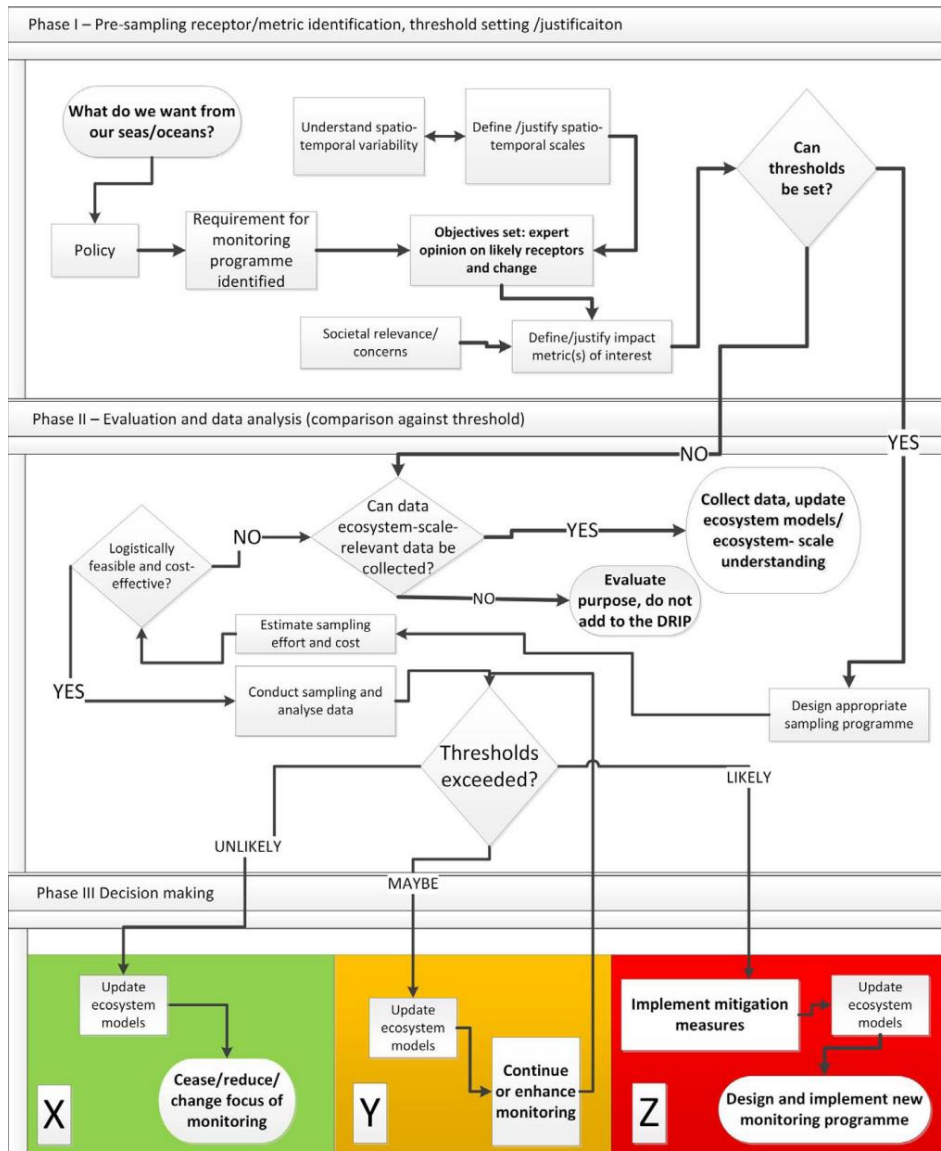 Phase I – Pre-sampling receptor/metric identification, threshold setting /justificaiton
What do we want from
our seas/oceans?
Understand spatio-
temporal variability
Define /justify spatio-
temporal scales
Can
thresholds
be set?
Policy
Requirement for
monitoring
programme
identified
Objectives set: expert
opinion on likely receptors
and change
Societal relevance/
concerns
Define/justify impact
metric(s) of interest
Phase II – Evaluation and data analysis (comparison against threshold)
NO
YES
Can data
ecosystem-scale-
relevant data be
collected?
YES
Collect data, update
ecosystem models/
ecosystem- scale
understanding
Logistically
feasible and cost-
effective?
NO
NO
Evaluate
purpose, do not
add to the DRIP
Estimate sampling
effort and cost
YES
Conduct sampling and
analyse data
Design appropriate
sampling programme
Thresholds
exceeded?
LIKELY
UNLIKELY
MAYBE
Phase III Decision making
Update
ecosystem
models
Cease/reduce/
change focus of
monitoring
X
Update
ecosystem
models
Continue
or enhance
monitoring
Y
Implement mitigation
measures
Update
ecosystem
models
Design and implement new
monitoring programme
Z